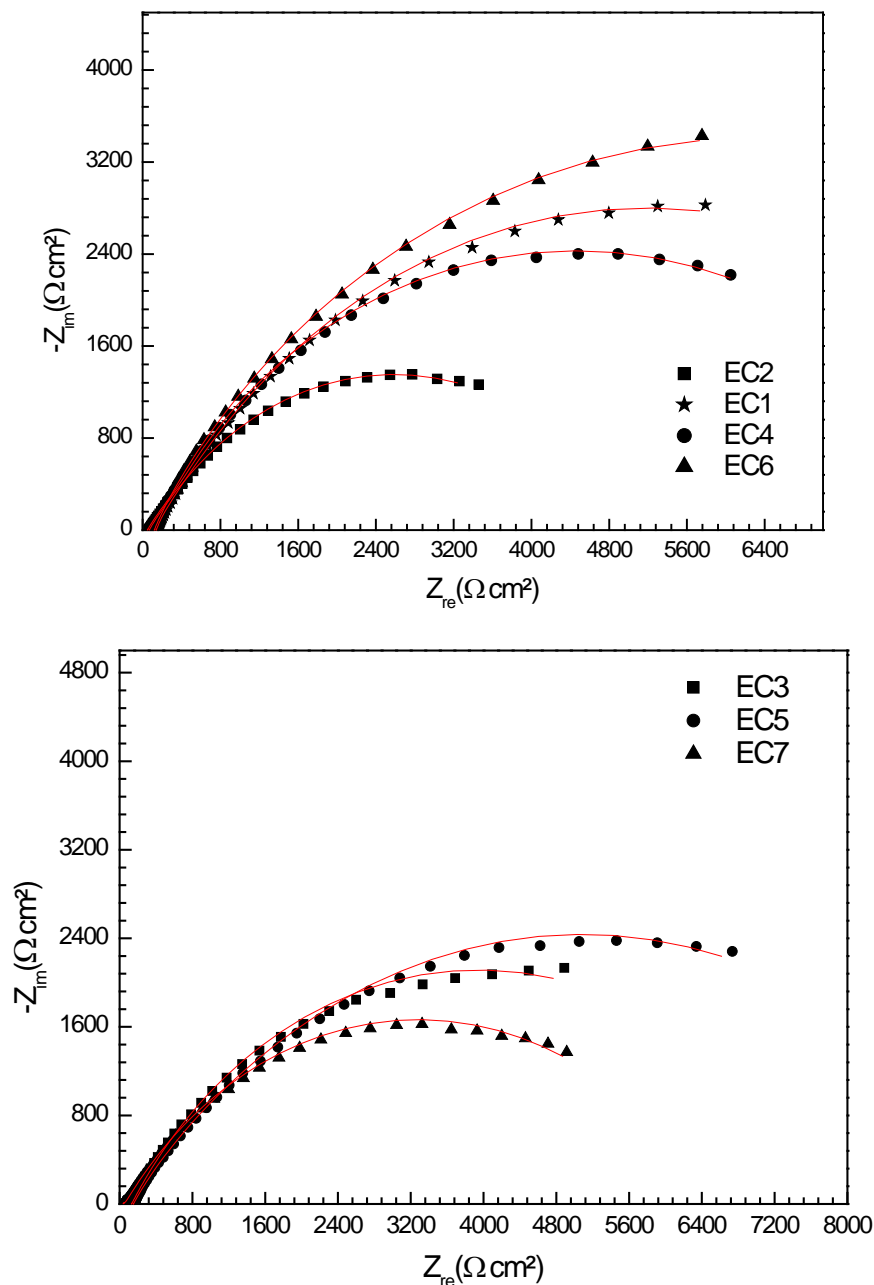 4000
3200
2400
1600
800
0
-Z_im(Ω cm²)
EC2
EC1
EC4
EC6
0 800 1600 2400 3200 4000 4800 5600 6400
Z_re(Ω cm²)
4800
4000
3200
2400
1600
800
0
-Z_im(Ω cm²)
EC3
EC5
EC7
0 800 1600 2400 3200 4000 4800 5600 6400 7200 8000
Z_re(Ω cm²)